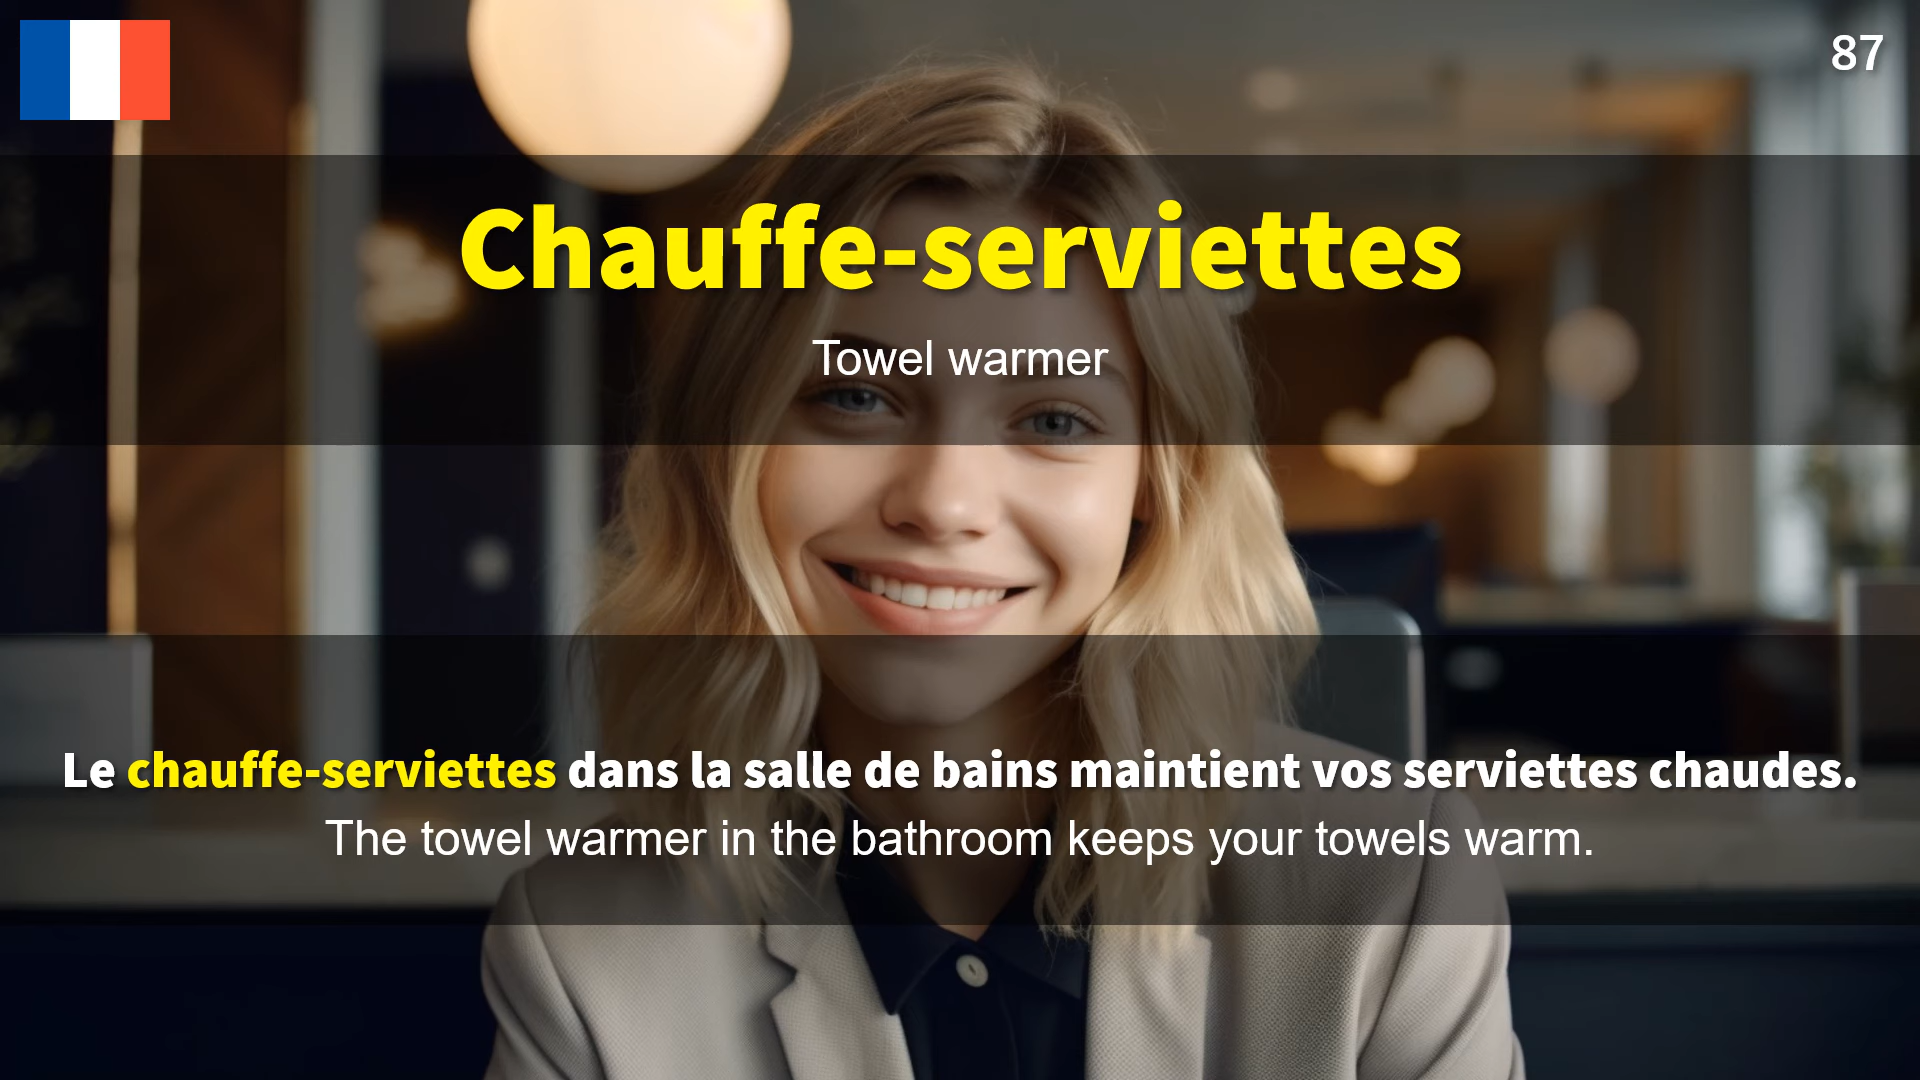 87
Chauffe-serviettes
Towel warmer
Le chauffe-serviettes dans la salle de bains maintient vos serviettes chaudes.
The towel warmer in the bathroom keeps your towels warm.